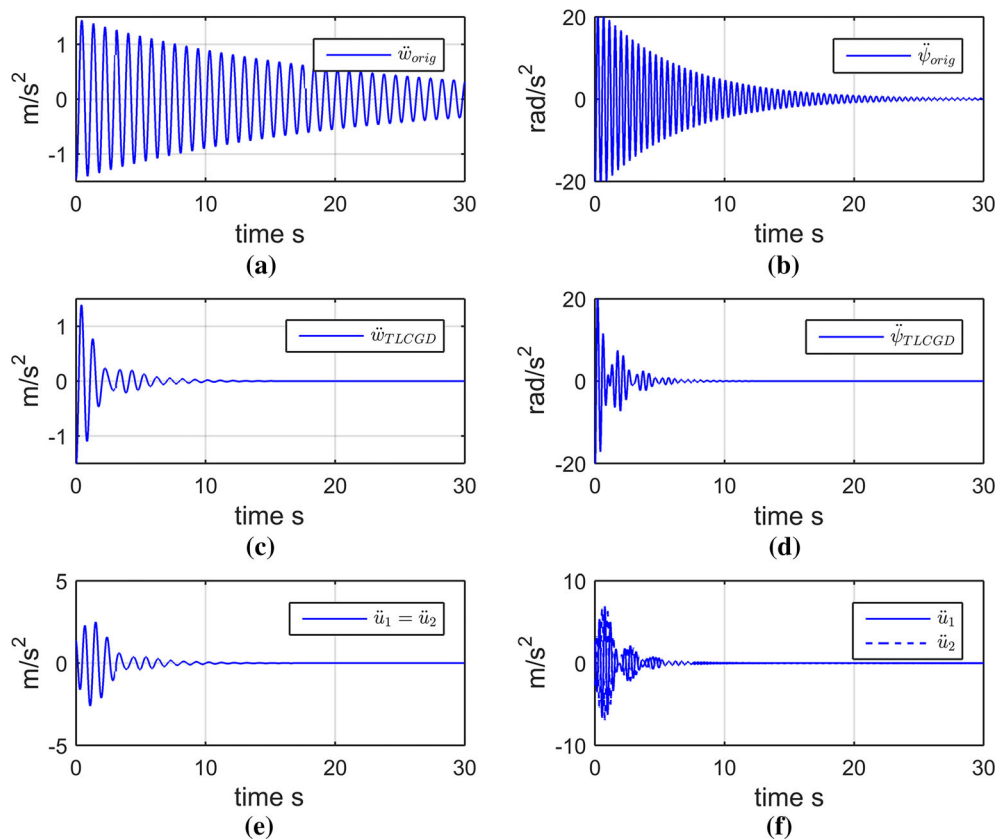 1
0
-1
m/s²
ẅ_orig
0 10 20 30
time s
(a)
20
0
-20
rad/s²
ψ̈_orig
0 10 20 30
time s
(b)
1
0
-1
m/s²
ẅ_TLCGD
0 10 20 30
time s
(c)
20
0
-20
rad/s²
ψ̈_TLCGD
0 10 20 30
time s
(d)
5
0
-5
m/s²
ü₁ = ü₂
0 10 20 30
time s
(e)
10
0
-10
m/s²
ü₁
ü₂
0 10 20 30
time s
(f)